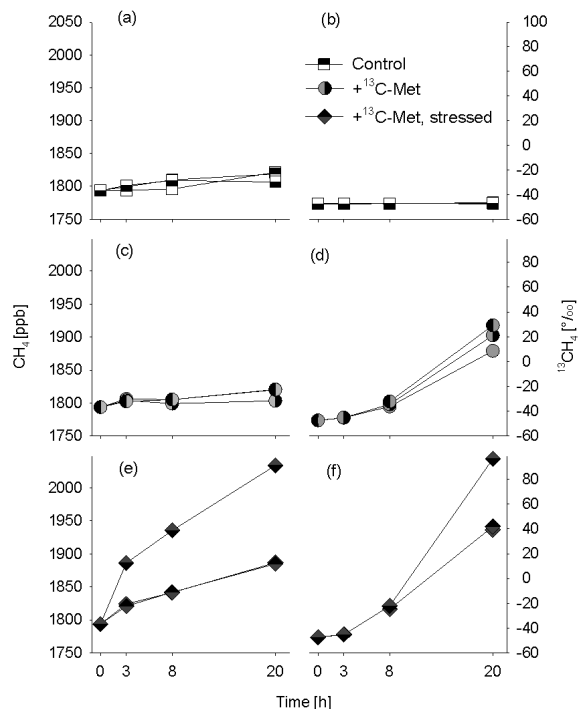 (a) (b)
2050 100
2000 80
1950 60
1900 40
1850 20
1800 0
1750 -20
-40
-60
Control
+¹³C-Met
+¹³C-Met, stressed
(c) (d)
2000 80
1950 60
1900 40
1850 20
1800 0
1750 -20
-40
-60
CH₄ [ppb]
¹³CH₄ [°/oo]
(e) (f)
2000 80
1950 60
1900 40
1850 20
1800 0
1750 -20
-40
-60
0 3 8 20 0 3 8 20
Time [h]